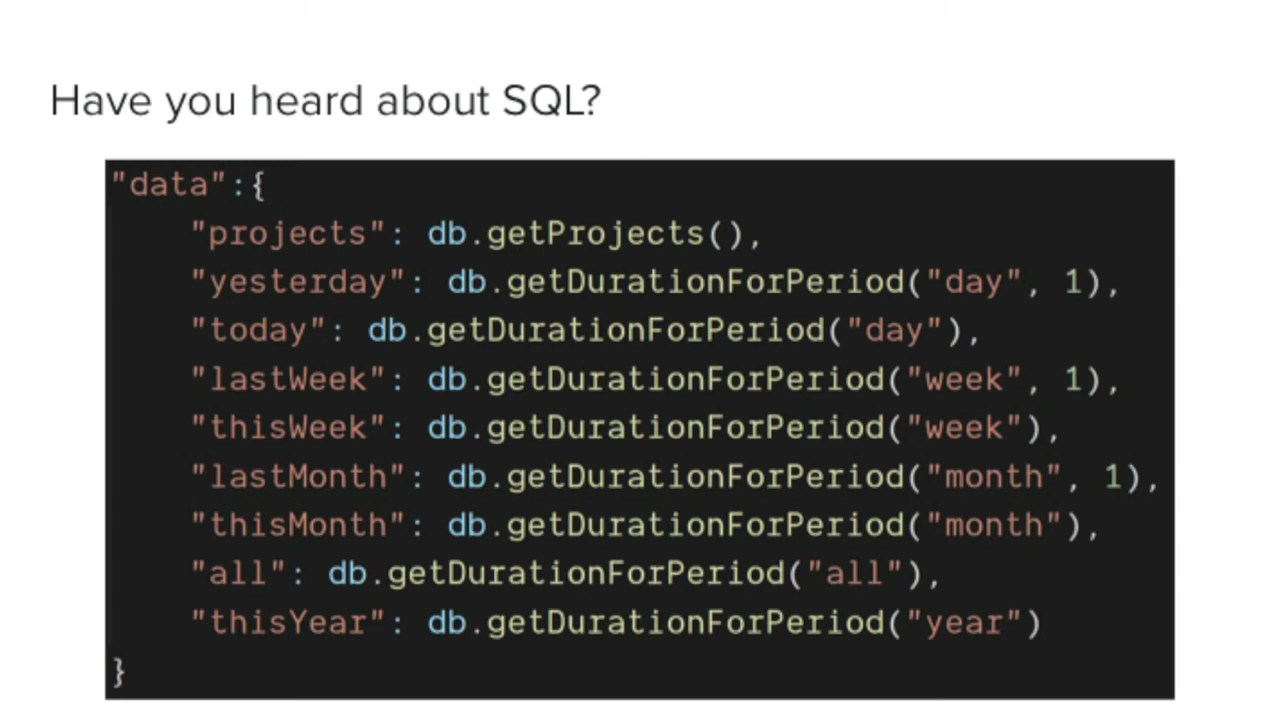 Have you heard about SQL?
"data":{
"projects": db.getProjects(),
"yesterday": db.getDurationForPeriod("day", 1),
"today": db.getDurationForPeriod("day"),
"lastWeek": db.getDurationForPeriod("week", 1),
"thisWeek": db.getDurationForPeriod("week"),
"lastMonth": db.getDurationForPeriod("month", 1),
"thisMonth": db.getDurationForPeriod("month"),
"all": db.getDurationForPeriod("all"),
"thisYear": db.getDurationForPeriod("year")
}